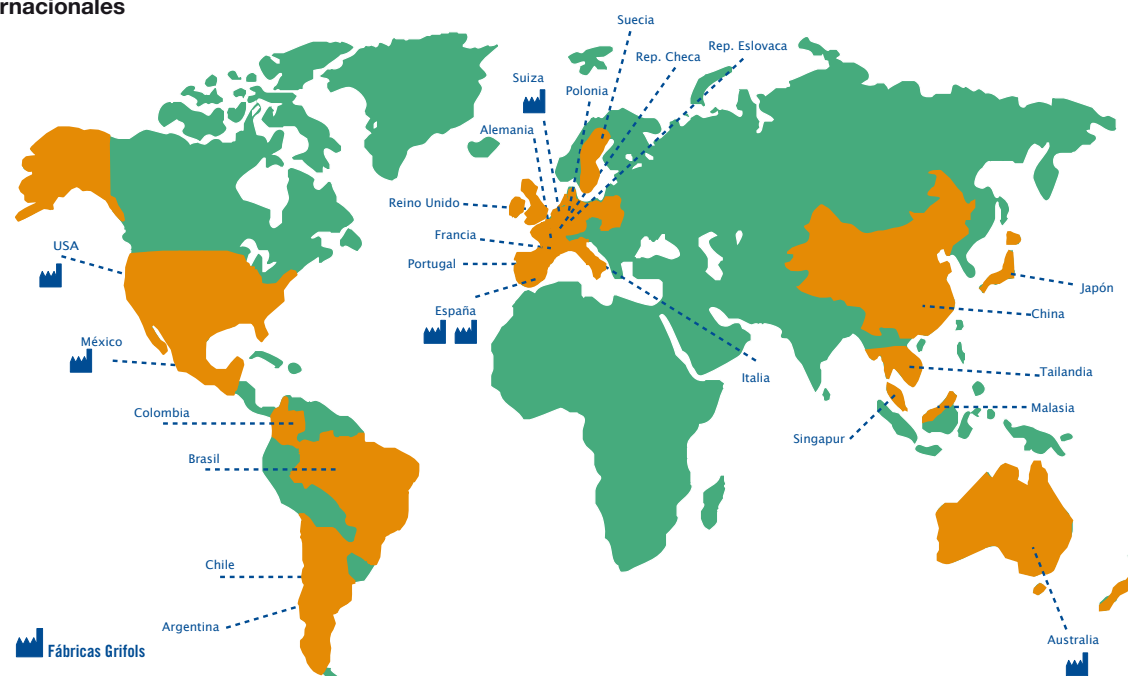 rnacionales
Suecia
Rep. Eslovaca
Rep. Checa
Suiza
Polonia
Alemania
Reino Unido
Francia
USA
Portugal
Japón
España
China
México
Tailandia
Italia
Malasia
Colombia
Singapur
Brasil
Chile
Argentina
Australia
Fábricas Grifols